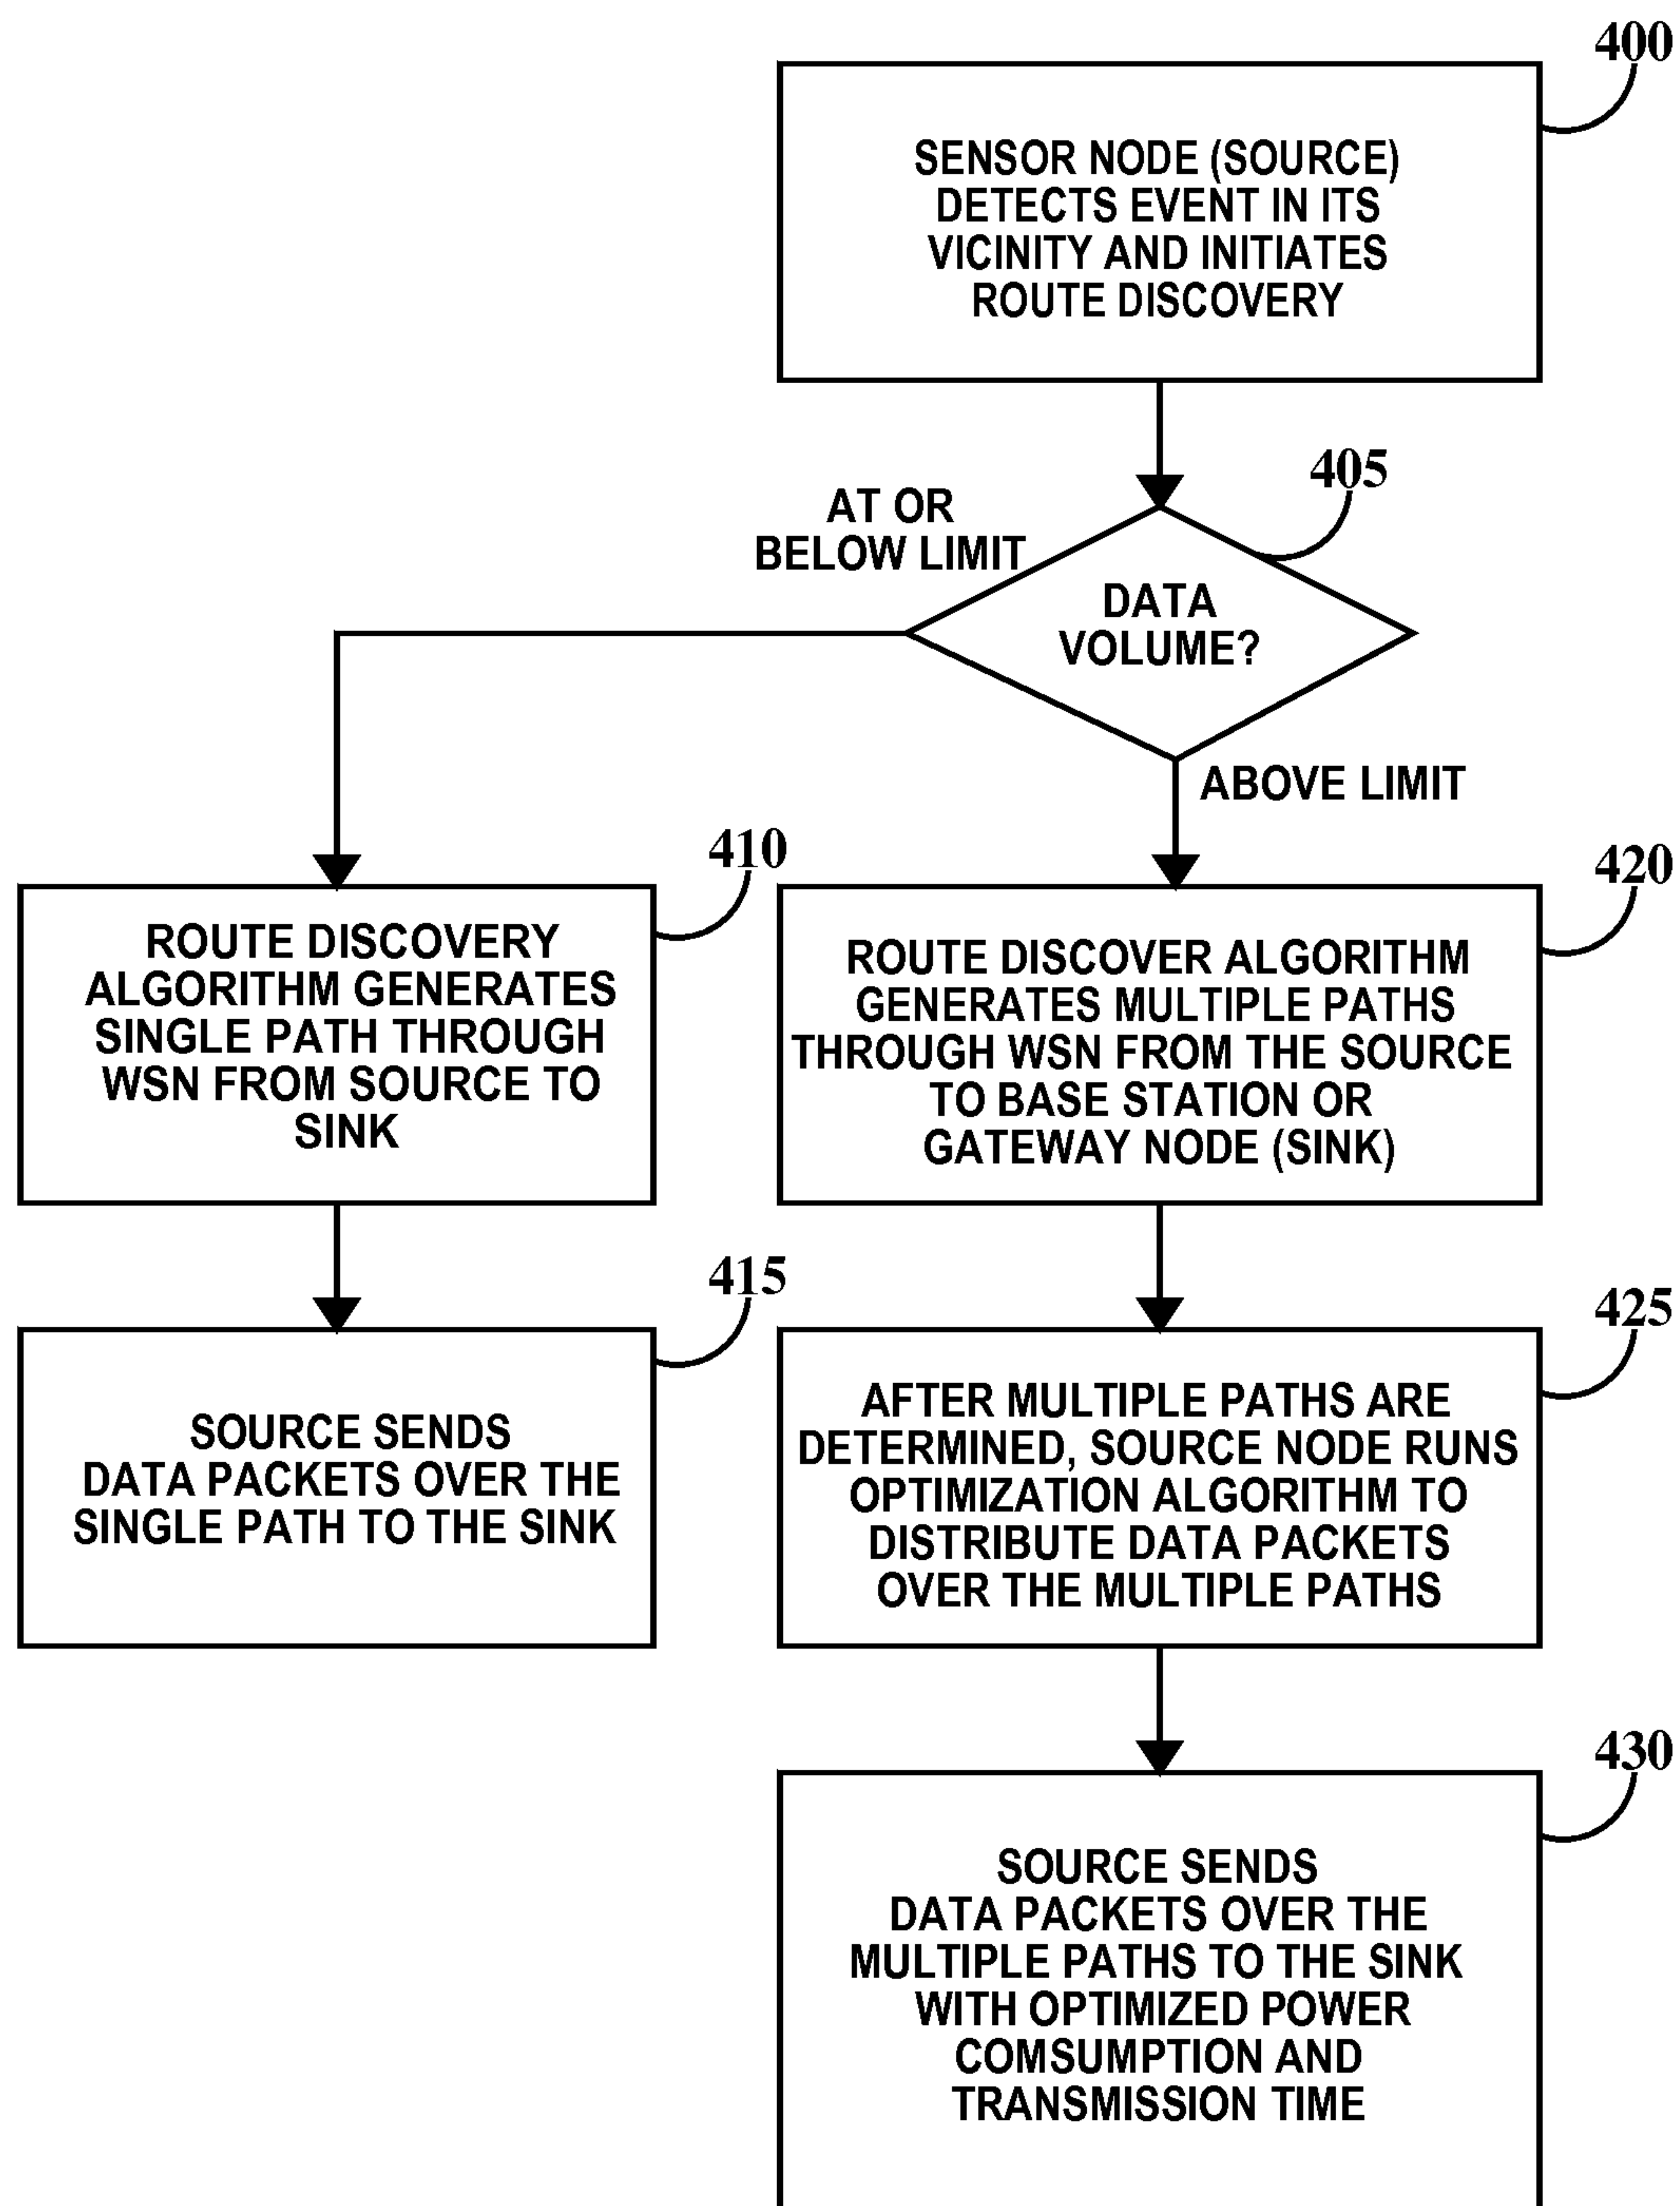 400
SENSOR NODE (SOURCE)
DETECTS EVENT IN ITS
VICINITY AND INITIATES
ROUTE DISCOVERY
405
AT OR
BELOW LIMIT
DATA
VOLUME?
ABOVE LIMIT
410
ROUTE DISCOVERY
ALGORITHM GENERATES
SINGLE PATH THROUGH
WSN FROM SOURCE TO
SINK
420
ROUTE DISCOVER ALGORITHM
GENERATES MULTIPLE PATHS
THROUGH WSN FROM THE SOURCE
TO BASE STATION OR
GATEWAY NODE (SINK)
415
SOURCE SENDS
DATA PACKETS OVER THE
SINGLE PATH TO THE SINK
425
AFTER MULTIPLE PATHS ARE
DETERMINED, SOURCE NODE RUNS
OPTIMIZATION ALGORITHM TO
DISTRIBUTE DATA PACKETS
OVER THE MULTIPLE PATHS
430
SOURCE SENDS
DATA PACKETS OVER THE
MULTIPLE PATHS TO THE SINK
WITH OPTIMIZED POWER
COMSUMPTION AND
TRANSMISSION TIME